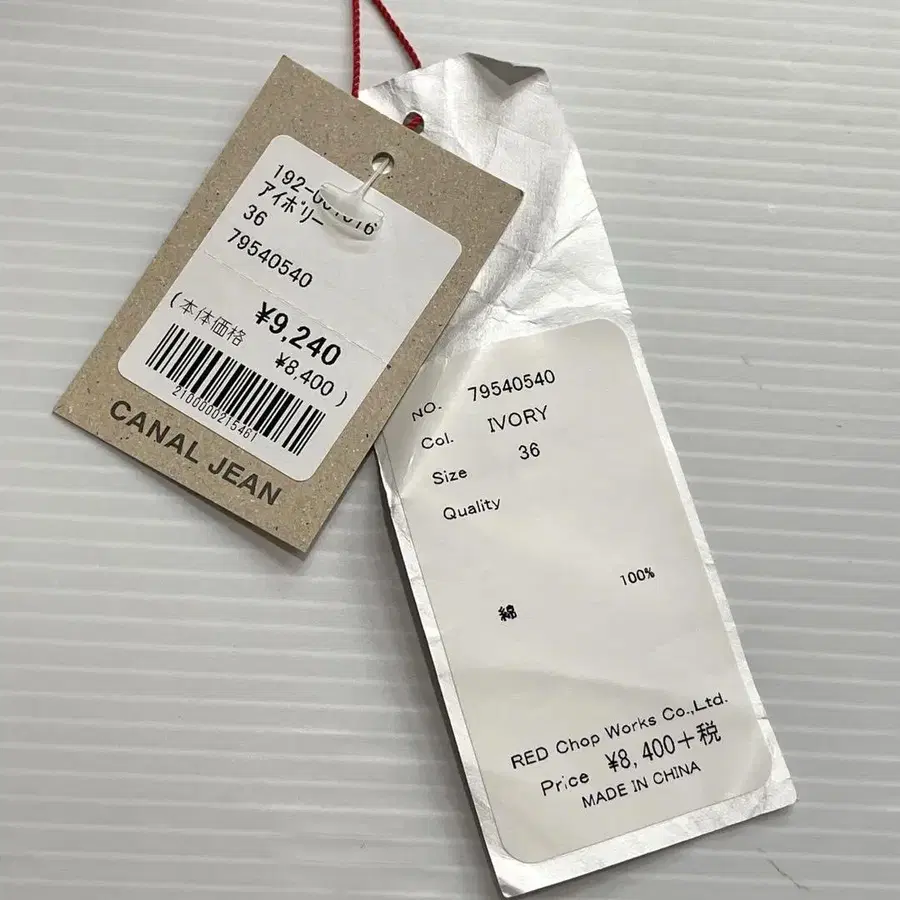 アイボリー
36
79540540
¥9,240
(本体価格 ¥8,400)
2100000215461
CANAL JEAN
NO. 79540540
Col. IVORY
Size 36
Quality
綿 100%
RED Chop Works Co.,Ltd.
Price ¥8,400+税
MADE IN CHINA